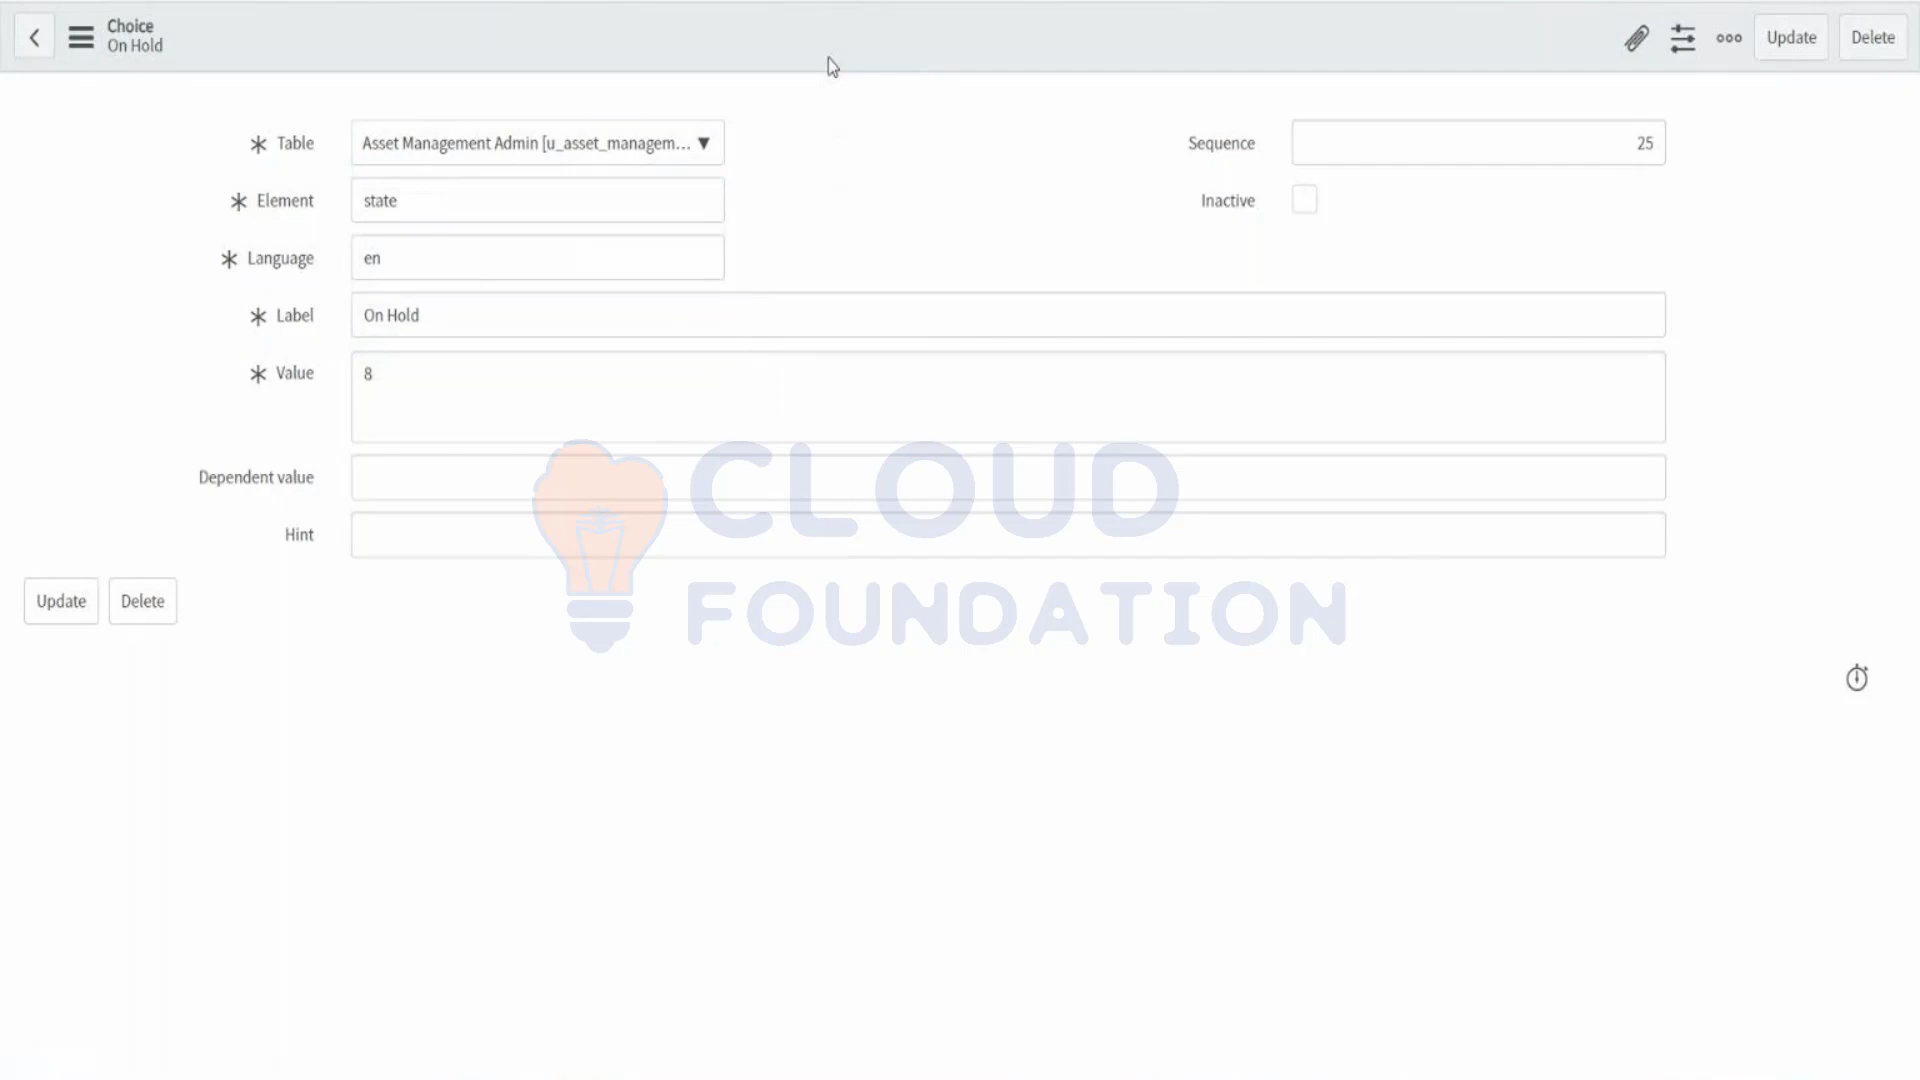 Choice
On Hold
Update
Delete
Table
Asset Management Admin [u_asset_managem...
Sequence
25
Element
state
Inactive
Language
en
Label
On Hold
Value
8
Dependent value
Hint
CLOUD
FOUNDATION
Update
Delete